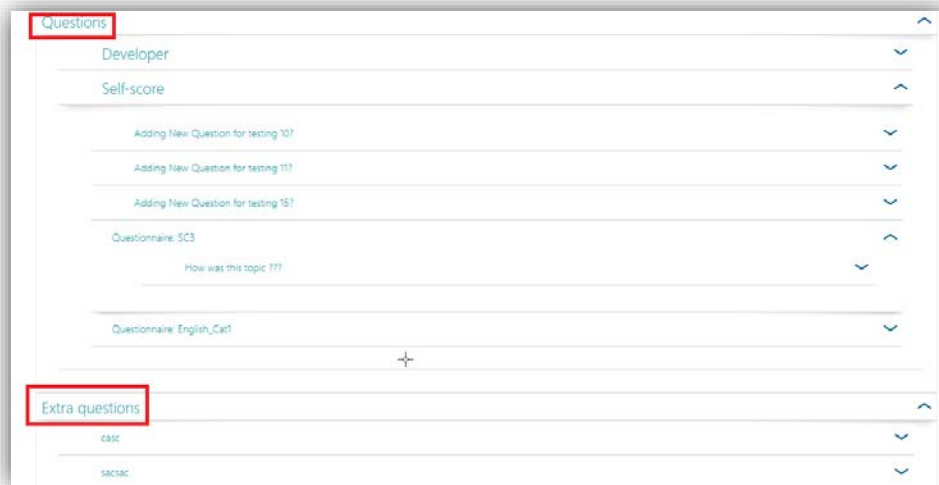 Questions
Developer
Self-score
Adding New Question for testing 10?
Adding New Question for testing 11?
Adding New Question for testing 15?
Questionnaire: SC3
How was this topic ???
Questionnaire: English_Cat1
Extra questions
casc
sacsac